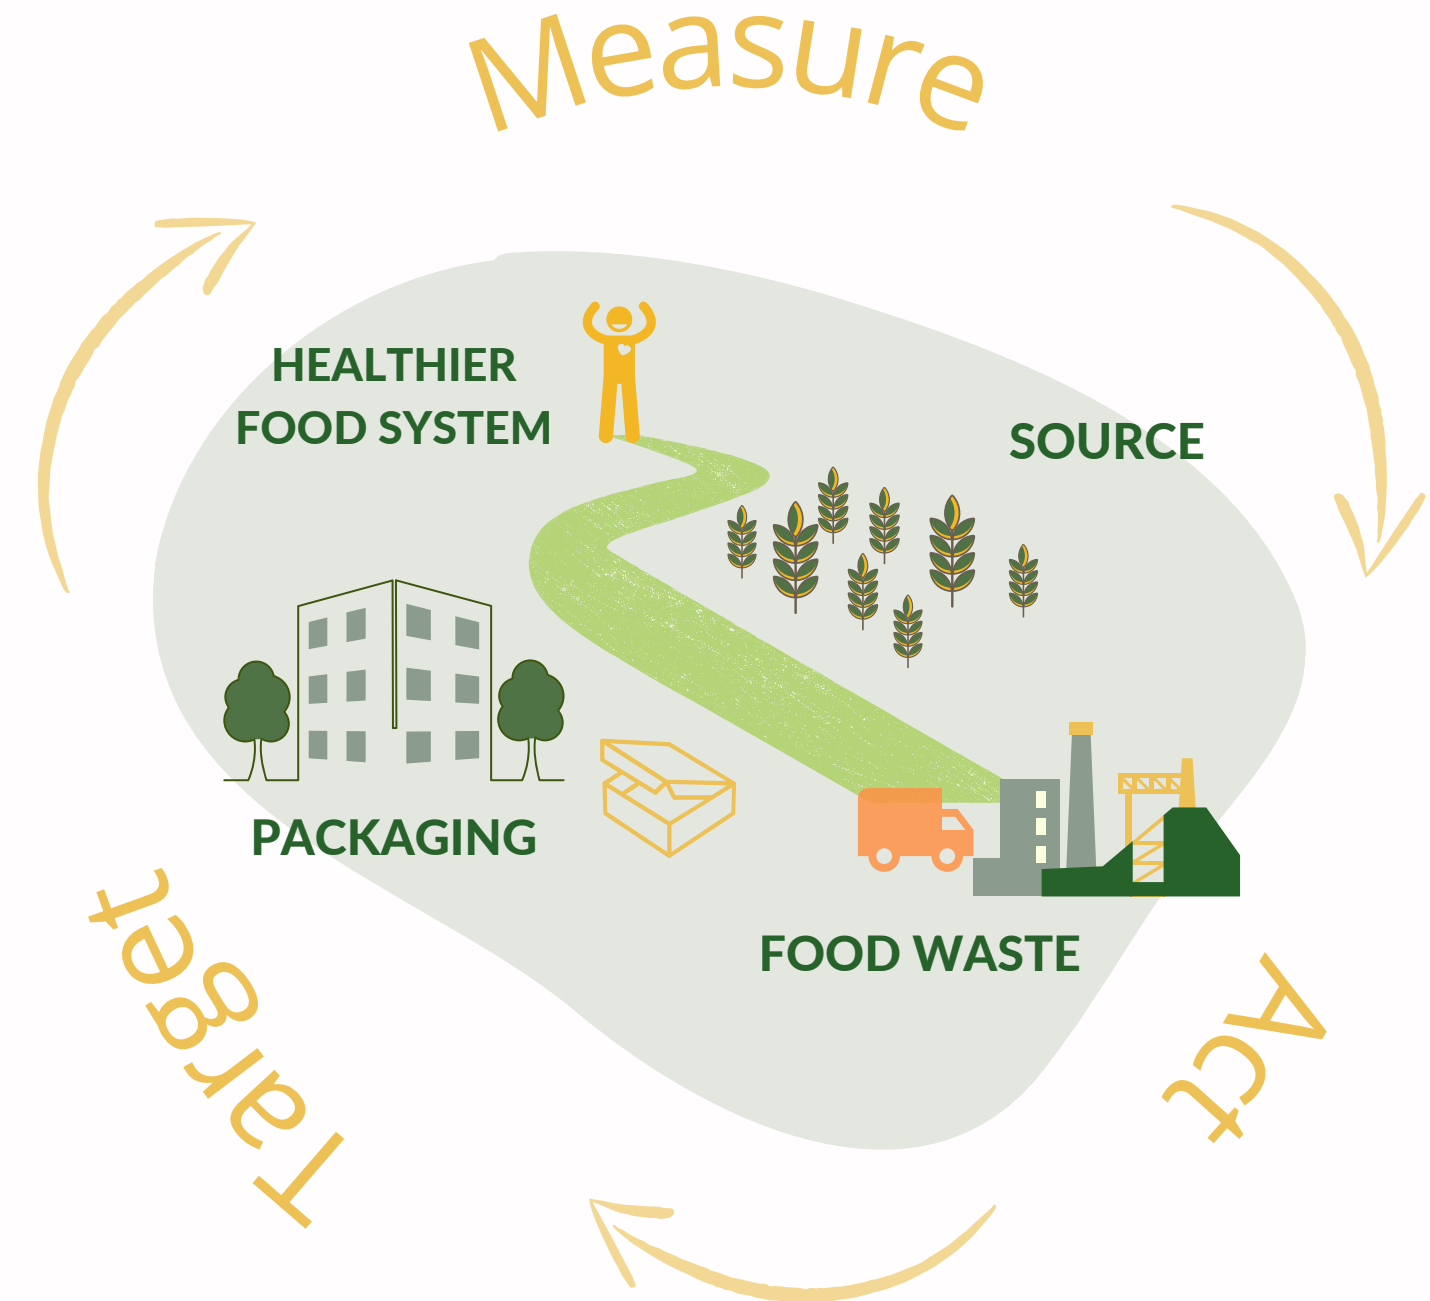 Measure
HEALTHIER
FOOD SYSTEM
SOURCE
PACKAGING
FOOD WASTE
Act
Target